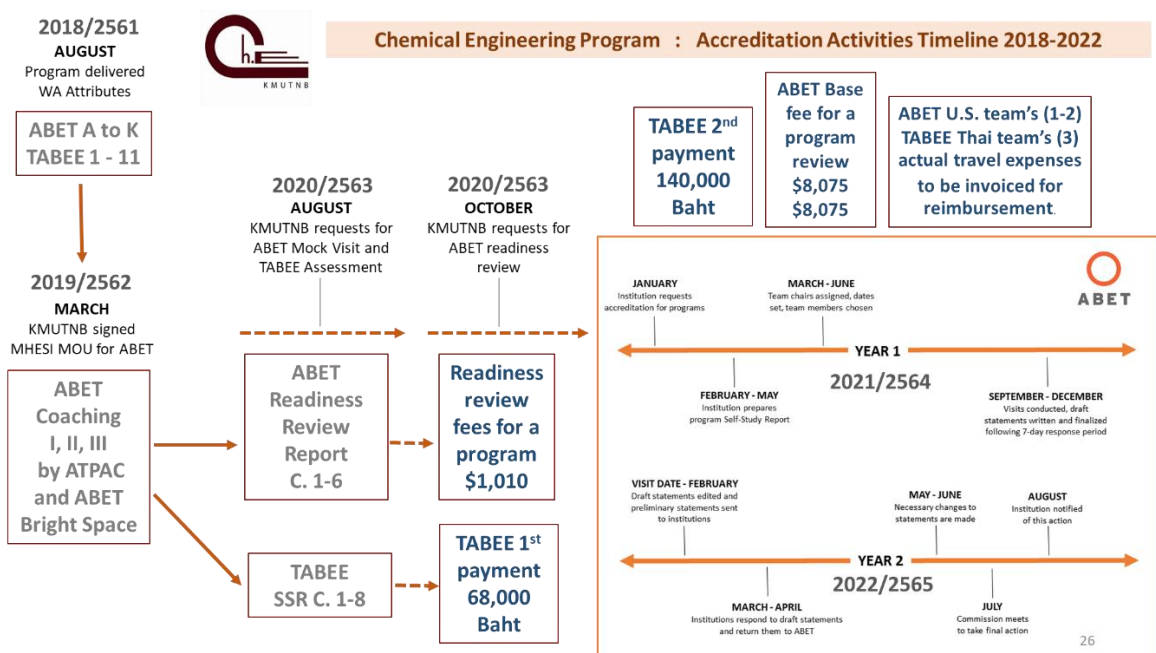 2018/2561
AUGUST
Program delivered
WA Attributes
ABET A to K
TABEE 1 - 11
2019/2562
MARCH
KMUTNB signed
MHESI MOU for ABET
ABET
Coaching
I, II, III
by ATPAC
and ABET
Bright Space
h.E
KMUTNB
Chemical Engineering Program : Accreditation Activities Timeline 2018-2022
2020/2563
AUGUST
KMUTNB requests for
ABET Mock Visit and
TABEE Assessment
ABET
Readiness
Review
Report
C. 1-6
TABEE
SSR C. 1-8
2020/2563
OCTOBER
KMUTNB requests for
ABET readiness
review
Readiness
review
fees for a
program
$1,010
TABEE 1st
payment
68,000
Baht
TABEE 2nd
payment
140,000
Baht
ABET Base
fee for a
program
review
$8,075
$8,075
ABET U.S. team's (1-2)
TABEE Thai team's (3)
actual travel expenses
to be invoiced for
reimbursement.
ABET
JANUARY
Institution requests
accreditation for programs
MARCH - JUNE
Team chairs assigned, dates
set, team members chosen
YEAR 1
2021/2564
FEBRUARY - MAY
Institution prepares
program Self-Study Report
SEPTEMBER - DECEMBER
Visits conducted, draft
statements written and finalized
following 7-day response period
VISIT DATE - FEBRUARY
Draft statements edited and
preliminary statements sent
to institutions
MAY - JUNE
Necessary changes to
statements are made
AUGUST
Institution notified
of this action
YEAR 2
2022/2565
MARCH - APRIL
Institutions respond to draft statements
and return them to ABET
JULY
Commission meets
to take final action
26